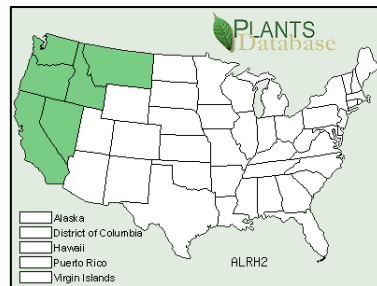 PLANTS
Database
Alaska
District of Columbia
Hawaii
Puerto Rico
Virgin Islands
ALRH2